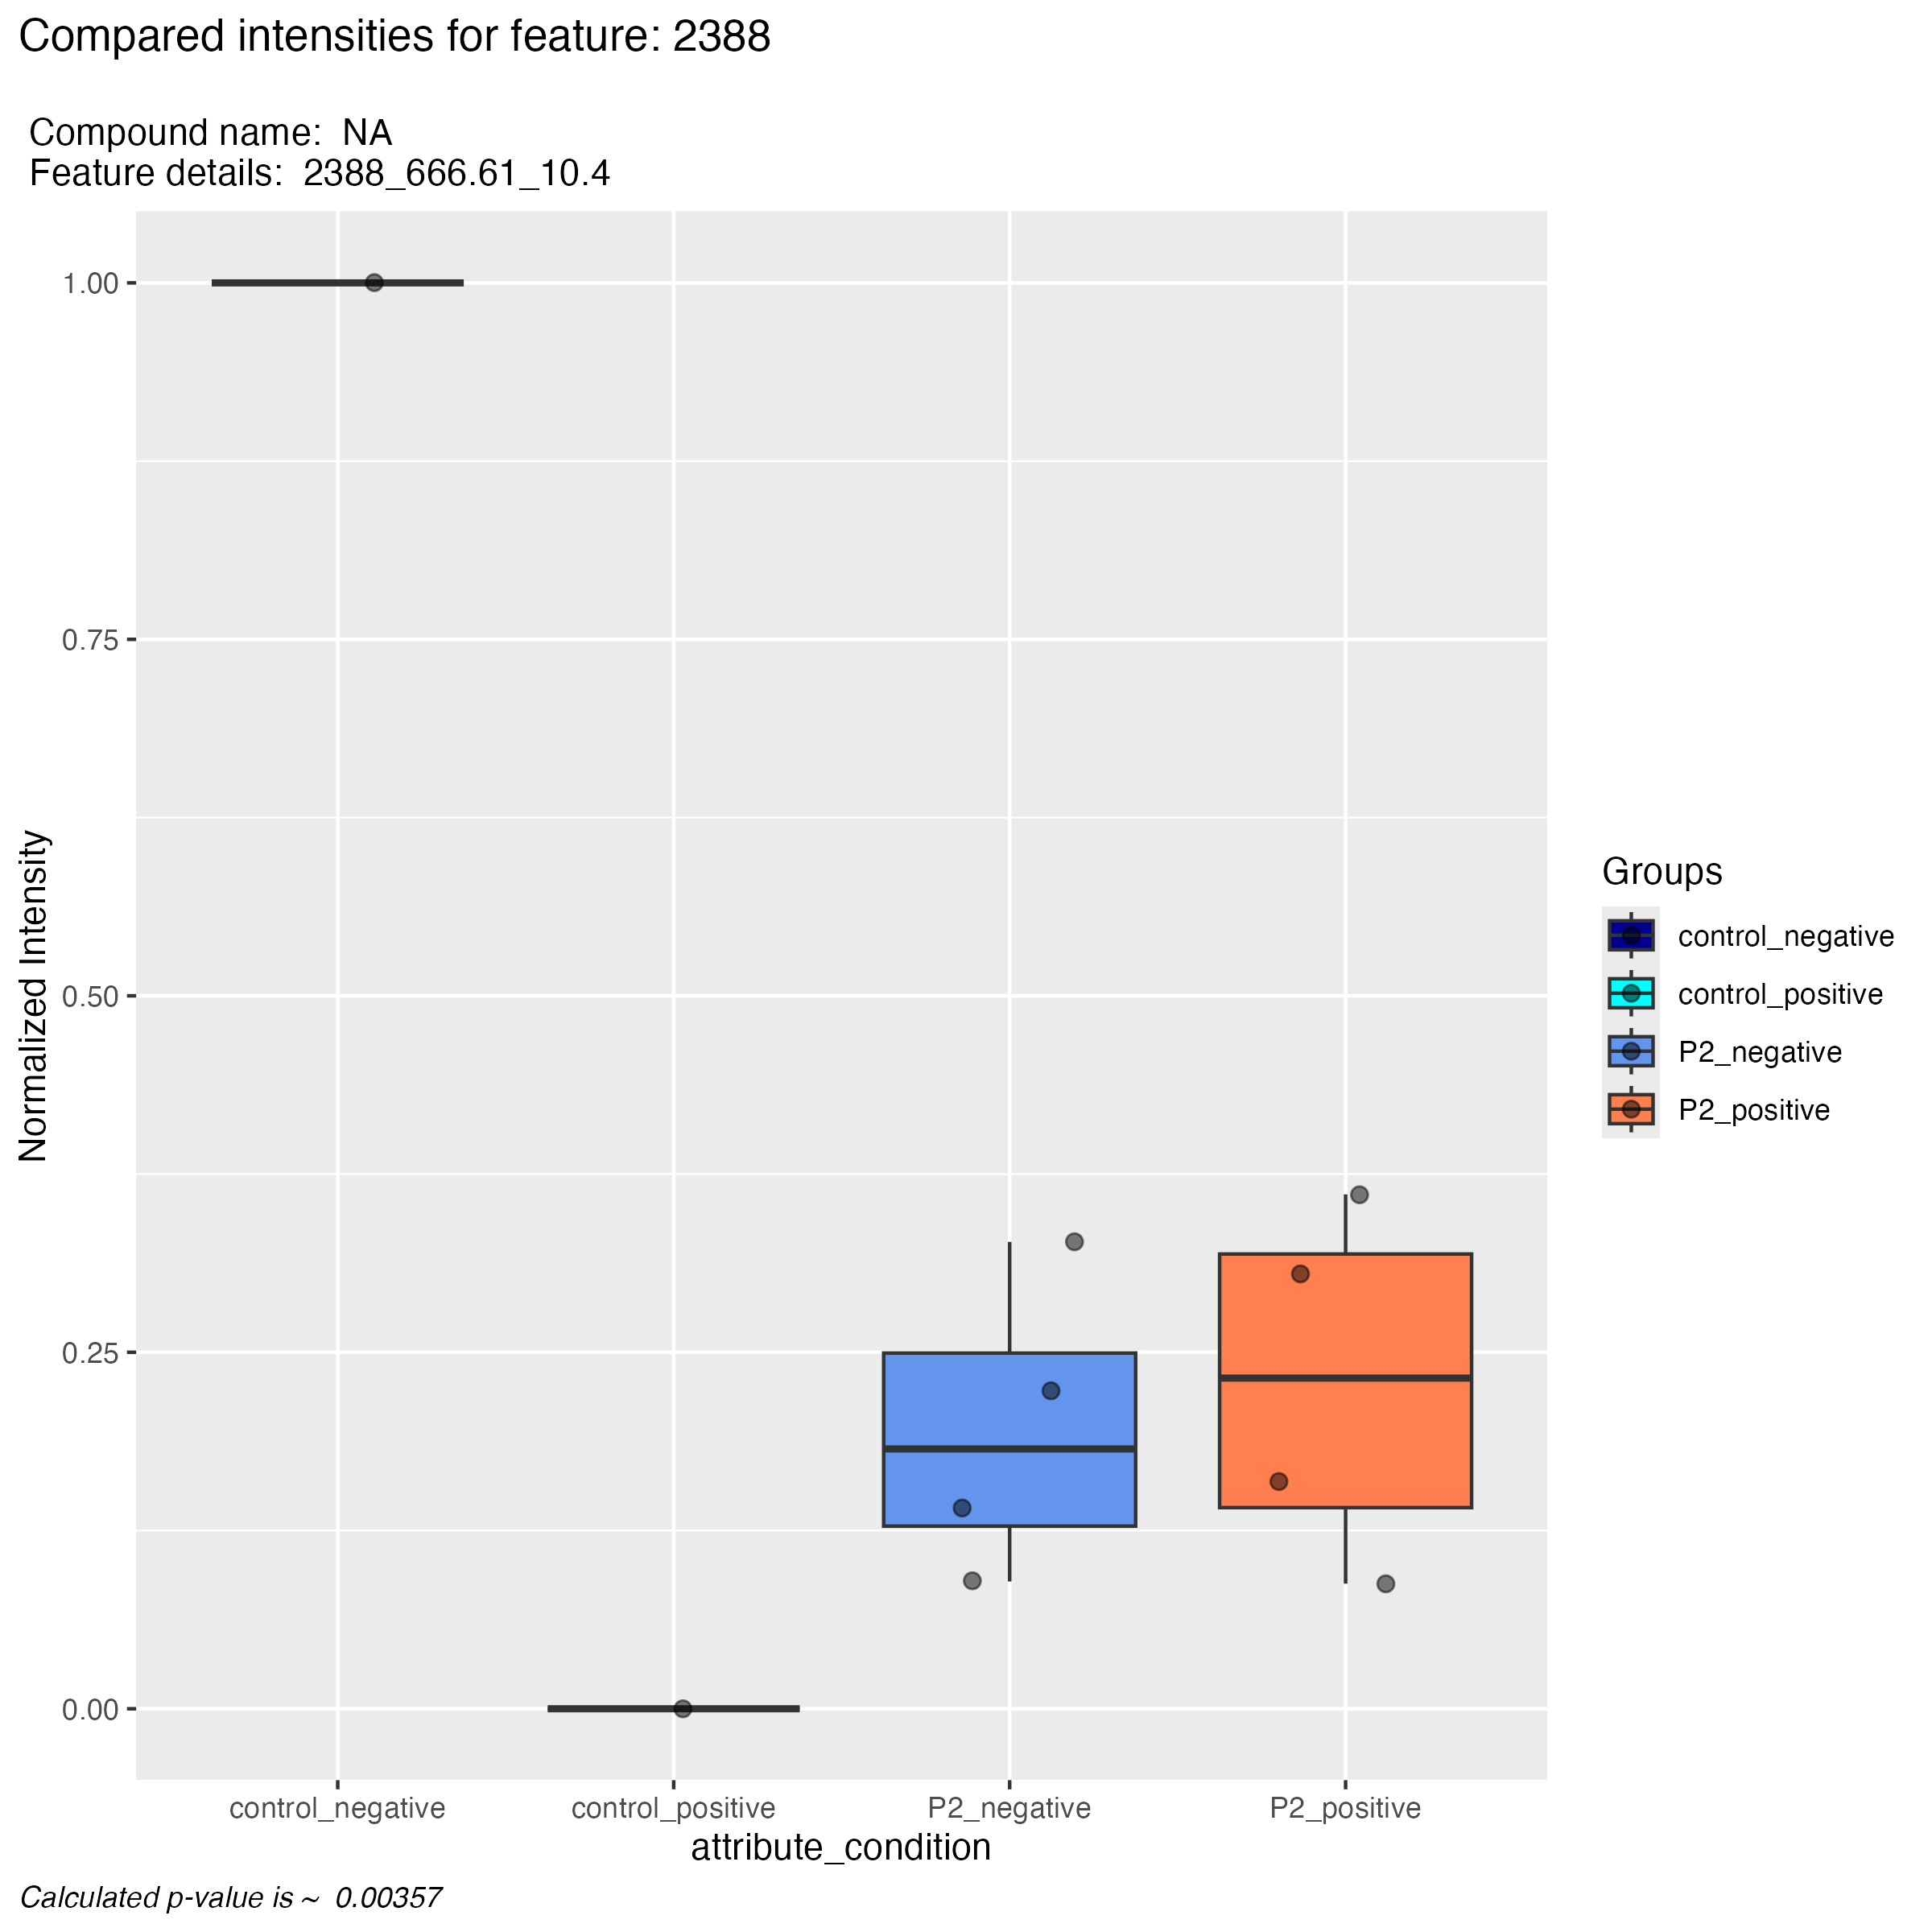 Compared intensities for feature: 2388
Compound name:  NA
Feature details:  2388_666.61_10.4
Normalized Intensity
1.00
0.75
0.50
0.25
0.00
control_negative
control_positive
P2_negative
P2_positive
attribute_condition
Groups
control_negative
control_positive
P2_negative
P2_positive
Calculated p-value is ~  0.00357